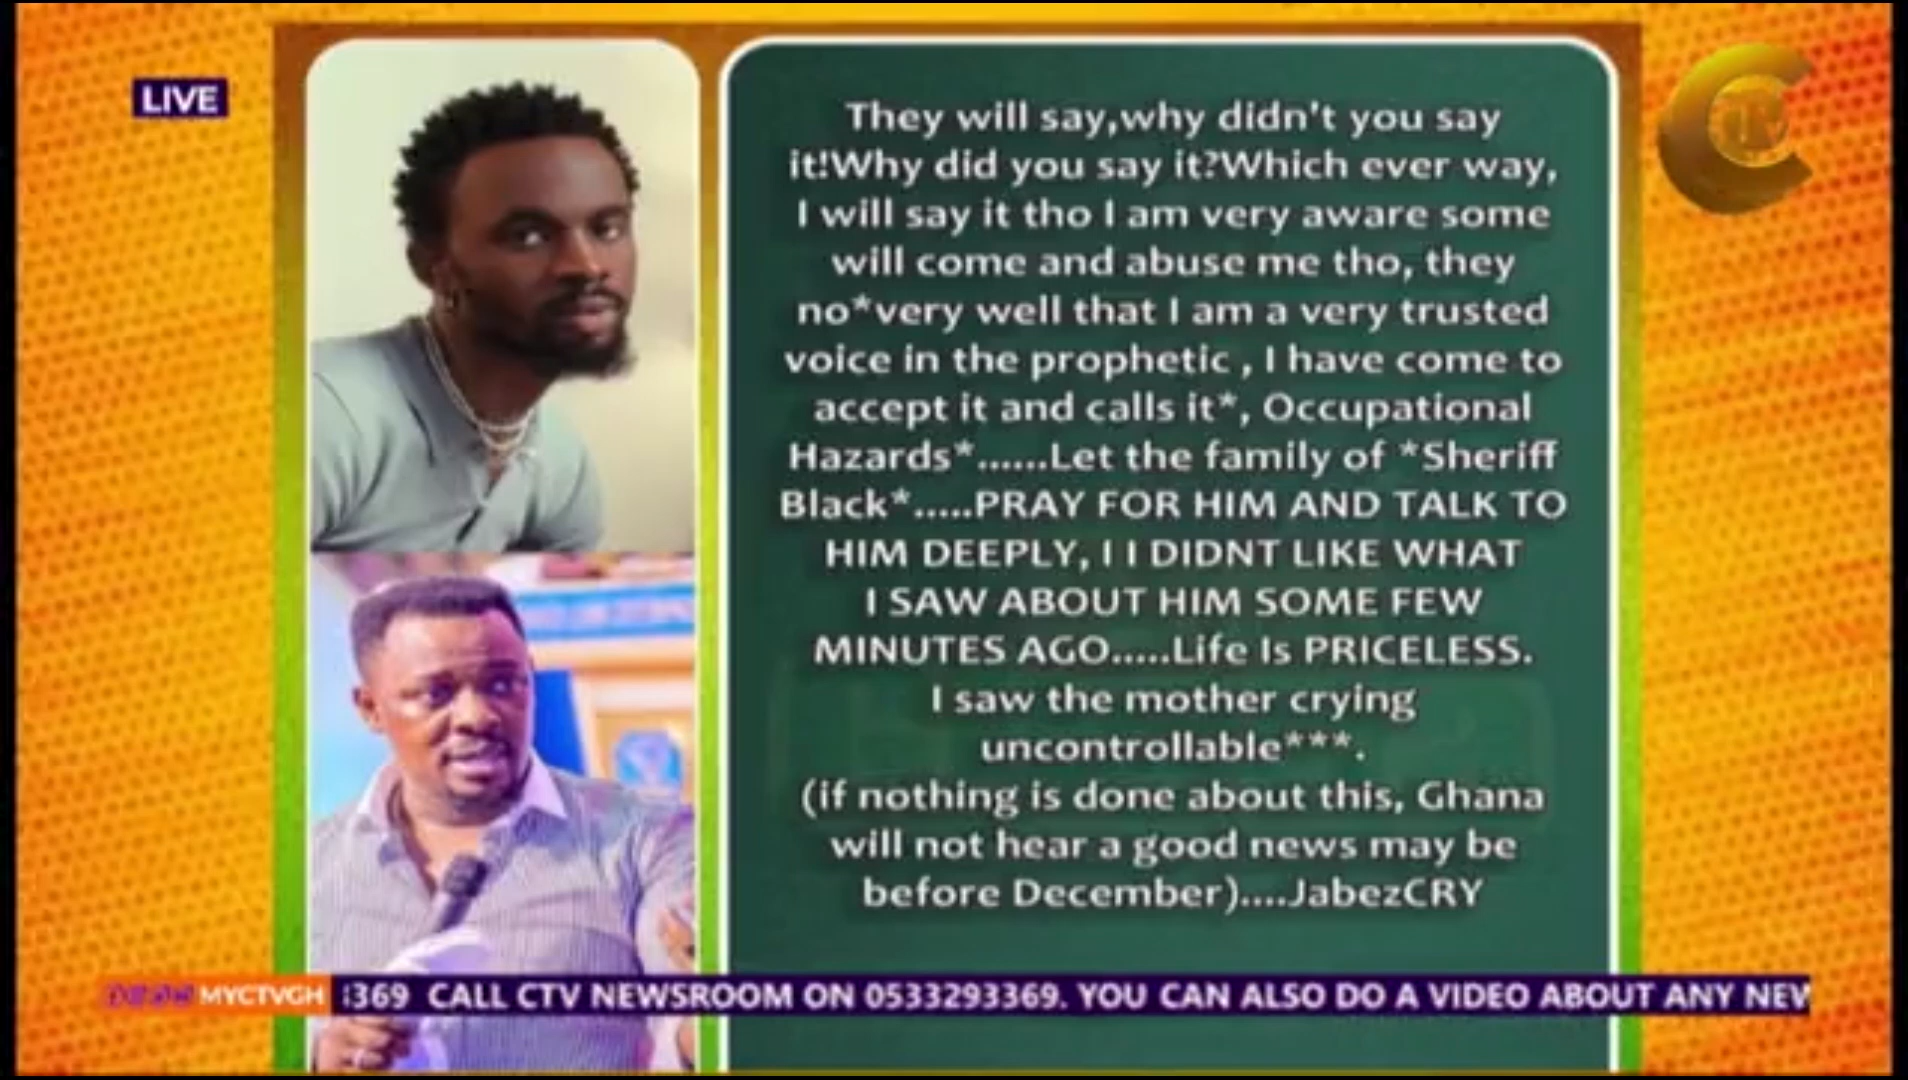 LIVE
They will say,why didn't you say
it!Why did you say it?Which ever way,
I will say it tho I am very aware some
will come and abuse me tho, they
no*very well that I am a very trusted
voice in the prophetic , I have come to
accept it and calls it*, Occupational
Hazards*......Let the family of *Sheriff
Black*.....PRAY FOR HIM AND TALK TO
HIM DEEPLY, I I DIDNT LIKE WHAT
I SAW ABOUT HIM SOME FEW
MINUTES AGO.....Life Is PRICELESS.
I saw the mother crying
uncontrollable***.
(if nothing is done about this, Ghana
will not hear a good news may be
before December)....JabezCRY
MYCTVGH 369 CALL CTV NEWSROOM ON 0533293369. YOU CAN ALSO DO A VIDEO ABOUT ANY